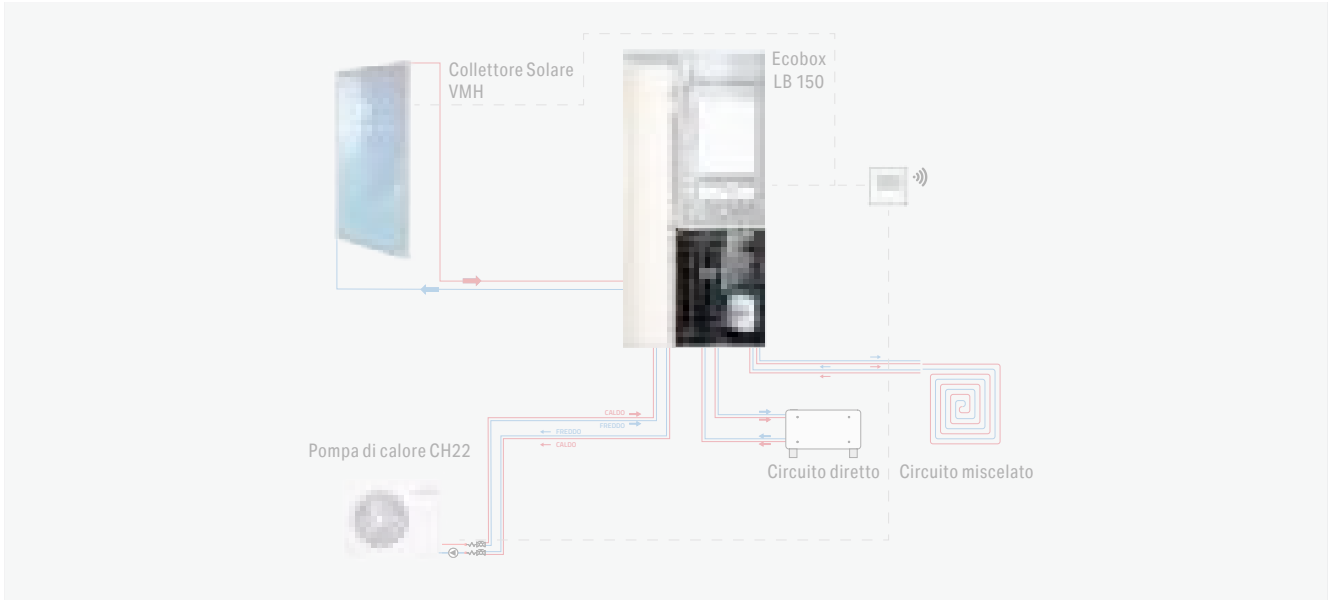 Collettore Solare
VMH
Ecobox
LB 150
CALDO
FREDDO
FREDDO
CALDO
Pompa di calore CH22
Circuito diretto
Circuito miscelato